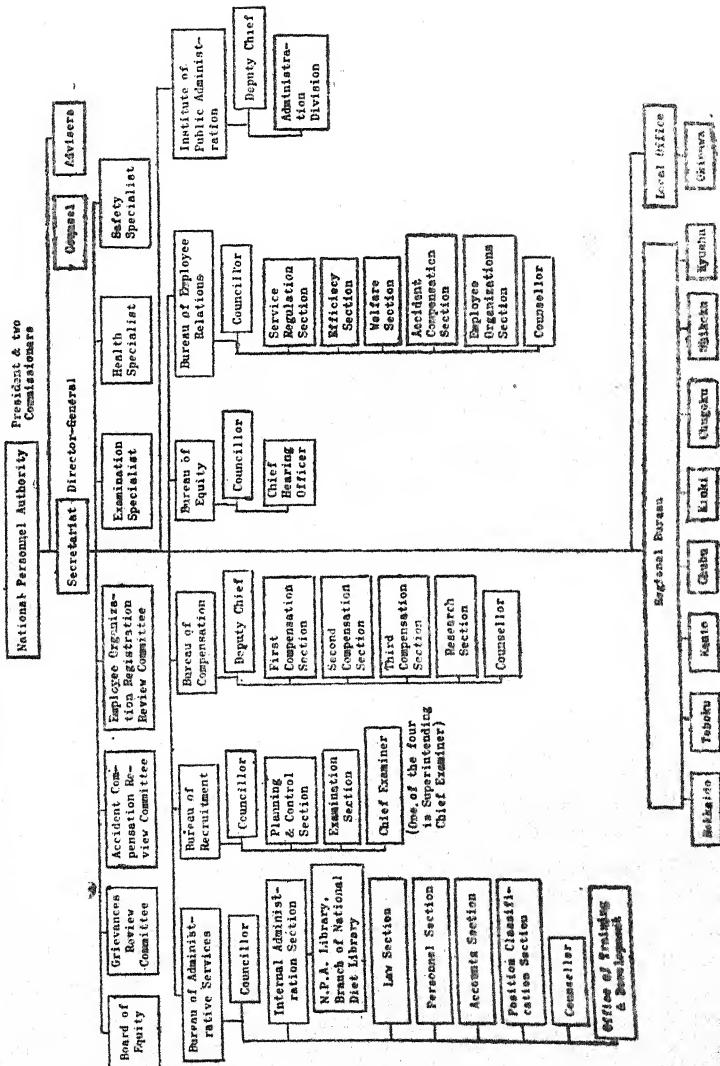 National Personnel Authority
President & two
Commissioners
Secretariat
Director-General
Counsel
Advisers
Board of
Equity
Grievances
Review
Committee
Accident Com-
pensation Re-
view Committee
Employee Organiza-
tion Registration
Review Committee
Examination
Specialist
Health
Specialist
Safety
Specialist
Bureau of Administ-
rative Services
Councillor
Internal Administ-
ration Section
N.P.A. Library,
Branch of National
Diet Library
Law Section
Personnel Section
Accounts Section
Position Classifi-
cation Section
Counsellor
Office of Training
& Development
Bureau of
Recruitment
Councillor
Planning
& Control
Section
Examination
Section
Chief Examiner
(One of the four
is Superintending
Chief Examiner)
Bureau of
Compensation
Deputy Chief
First
Compensation
Section
Second
Compensation
Section
Third
Compensation
Section
Research
Section
Counsellor
Bureau of
Equity
Councillor
Chief
Hearing
Officer
Bureau of Employee
Relations
Councillor
Service
Regulation
Section
Efficiecy
Section
Welfare
Section
Accident
Compensation
Section
Employee
Organizations
Section
Counsellor
Institute of
Public Administ-
ration
Deputy Chief
Administra-
tion
Division
Regional Bureau
Local Office
Hokkaido
Tohoku
Kanto
Chubu
Kinki
Chugoku
Shikoku
Kyushu
Okinawa